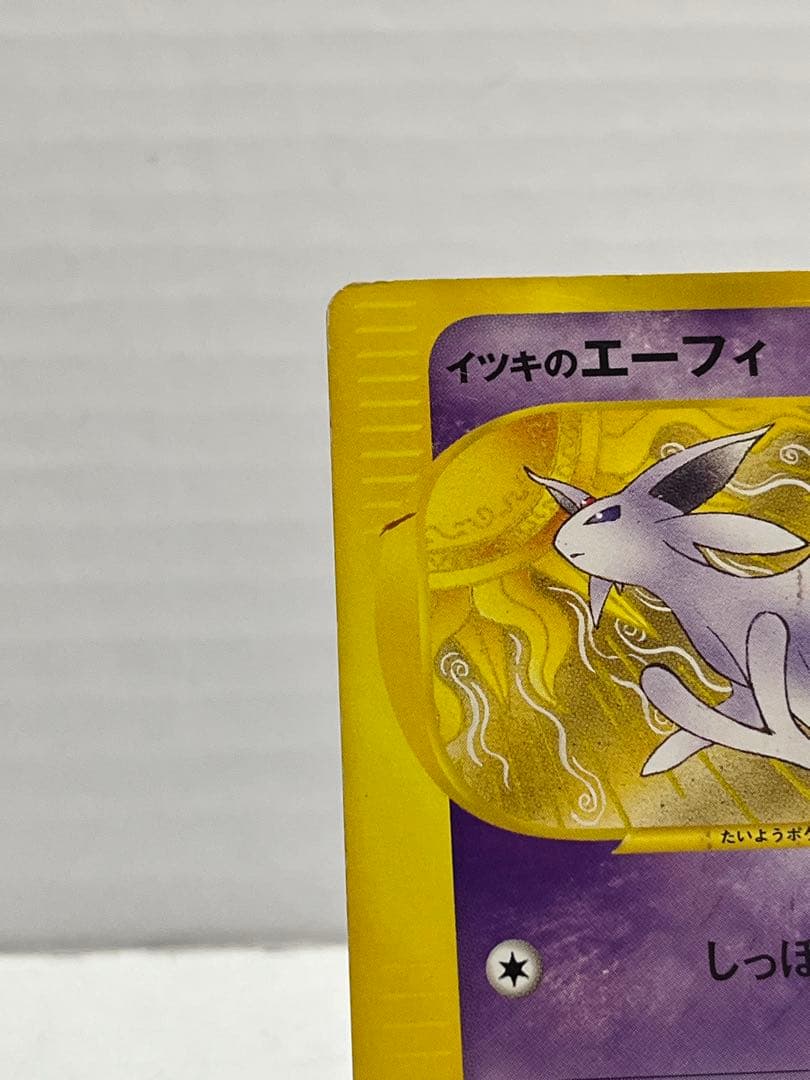 イツキのエーフィ
たいようポケ
しっぽ